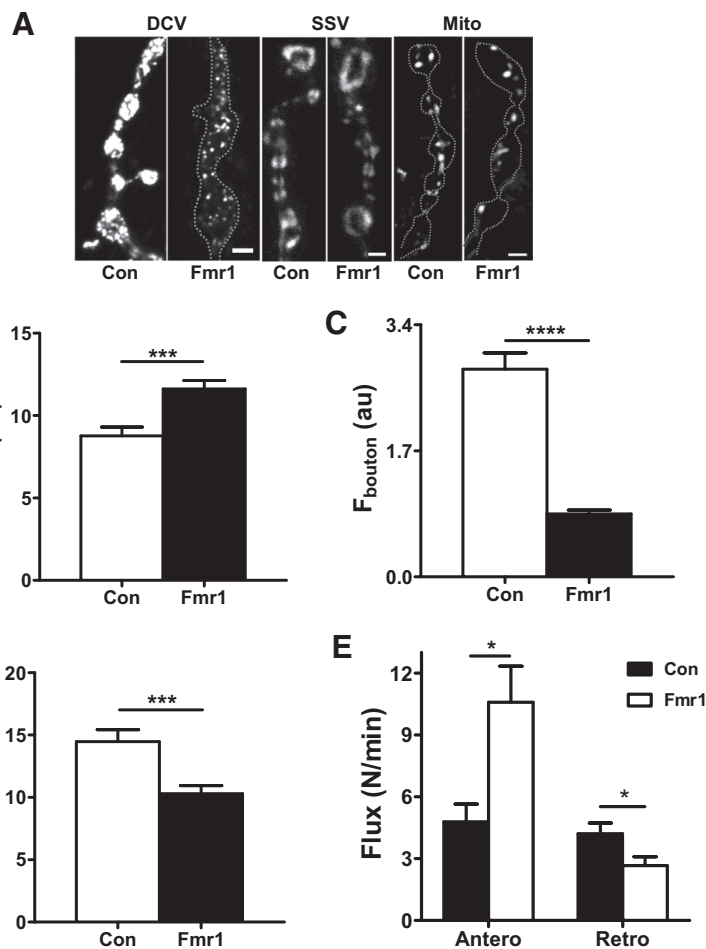 A
DCV SSV Mito
Con Fmr1 Con Fmr1 Con Fmr1
15
10
5
0
***
Con Fmr1
C
3.4
1.7
0.0
Fbouton (au)
****
Con Fmr1
20
15
10
5
0
***
Con Fmr1
E
12
9
6
3
0
Flux (N/min)
*
*
Con
Fmr1
Antero Retro